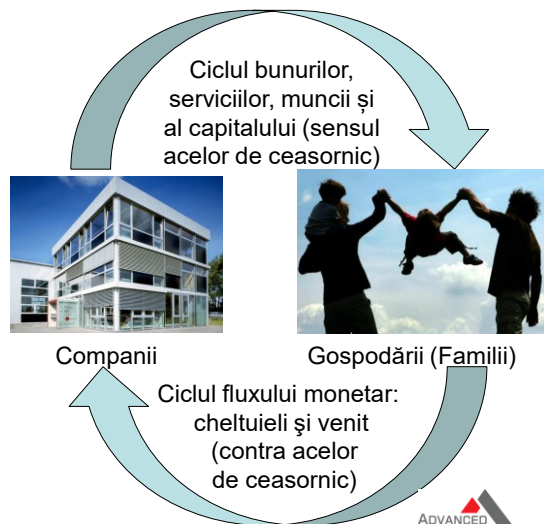 Ciclul bunurilor,
serviciilor, muncii și
al capitalului (sensul
acelor de ceasornic)
Companii
Gospodării (Familii)
Ciclul fluxului monetar:
cheltuieli şi venit
(contra acelor
de ceasornic)
ADVANCED